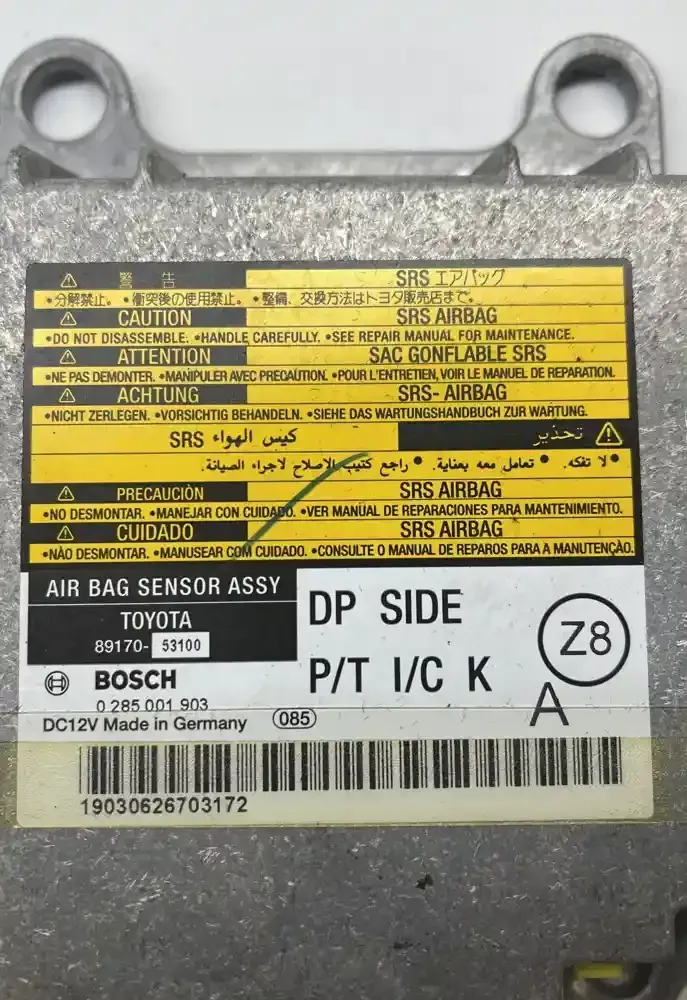 ⚠ 警告 SRS エアバッグ
•分解禁止。 •衝突後の使用禁止。 •整備、交換方法はトヨタ販売店まで。
⚠ CAUTION SRS AIRBAG
•DO NOT DISASSEMBLE. •HANDLE CAREFULLY. •SEE REPAIR MANUAL FOR MAINTENANCE.
⚠ ATTENTION SAC GONFLABLE SRS
•NE PAS DEMONTER. •MANIPULER AVEC PRECAUTION. •POUR L'ENTRETIEN, VOIR LE MANUEL DE REPARATION.
⚠ ACHTUNG SRS- AIRBAG
•NICHT ZERLEGEN. •VORSICHTIG BEHANDELN. •SIEHE DAS WARTUNGSHANDBUCH ZUR WARTUNG.
⚠ تحذير كيس الهواء SRS
•لا تفكه. •تعامل معه بعناية. •راجع كتيب الاصلاح لاجراء الصيانة.
⚠ PRECAUCIÒN SRS AIRBAG
•NO DESMONTAR. •MANEJAR CON CUIDADO. •VER MANUAL DE REPARACIONES PARA MANTENIMIENTO.
⚠ CUIDADO SRS AIRBAG
•NÀO DESMONTAR. •MANUSEAR COM CUIDADO. •CONSULTE O MANUAL DE REPAROS PARA A MANUTENÇÃO.
AIR BAG SENSOR ASSY
TOYOTA
89170- 53100
DP SIDE
P/T I/C K
Z8
A
BOSCH
0 285 001 903
DC12V Made in Germany 085
19030626703172